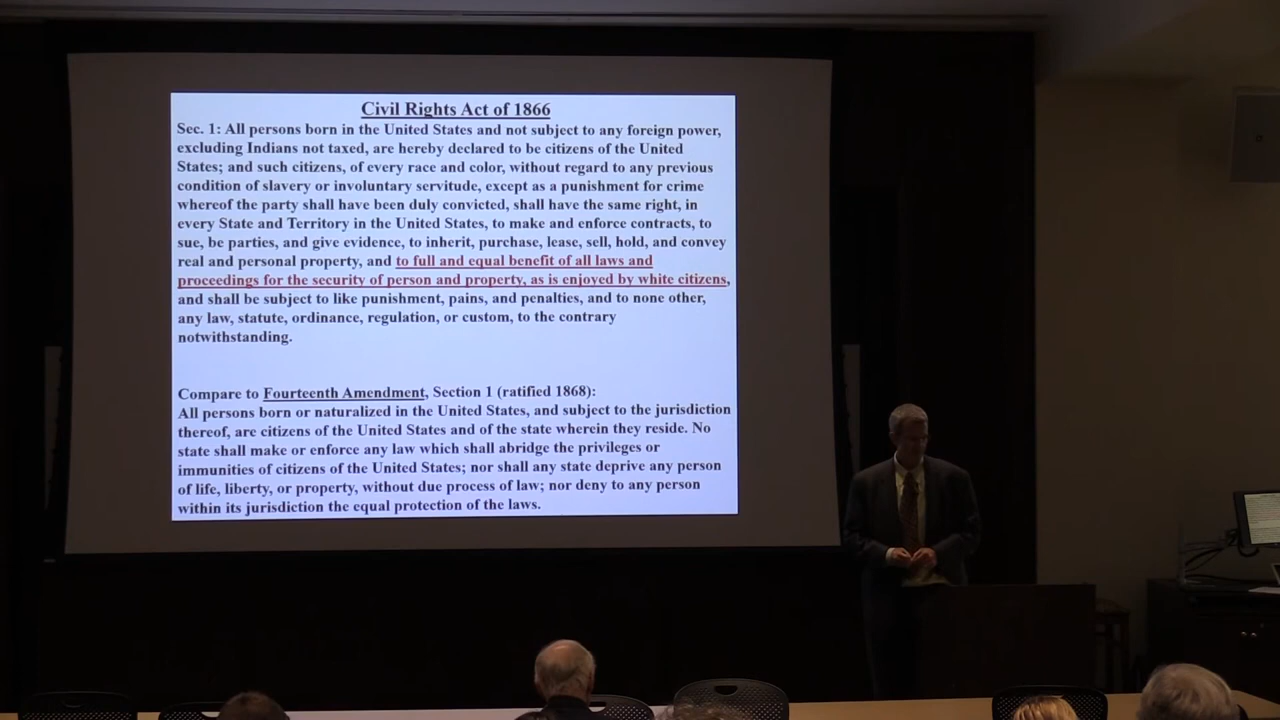 Civil Rights Act of 1866
Sec. 1: All persons born in the United States and not subject to any foreign power,
excluding Indians not taxed, are hereby declared to be citizens of the United
States; and such citizens, of every race and color, without regard to any previous
condition of slavery or involuntary servitude, except as a punishment for crime
whereof the party shall have been duly convicted, shall have the same right, in
every State and Territory in the United States, to make and enforce contracts, to
sue, be parties, and give evidence, to inherit, purchase, lease, sell, hold, and convey
real and personal property, and to full and equal benefit of all laws and
proceedings for the security of person and property, as is enjoyed by white citizens,
and shall be subject to like punishment, pains, and penalties, and to none other,
any law, statute, ordinance, regulation, or custom, to the contrary
notwithstanding.
Compare to Fourteenth Amendment, Section 1 (ratified 1868):
All persons born or naturalized in the United States, and subject to the jurisdiction
thereof, are citizens of the United States and of the state wherein they reside. No
state shall make or enforce any law which shall abridge the privileges or
immunities of citizens of the United States; nor shall any state deprive any person
of life, liberty, or property, without due process of law; nor deny to any person
within its jurisdiction the equal protection of the laws.